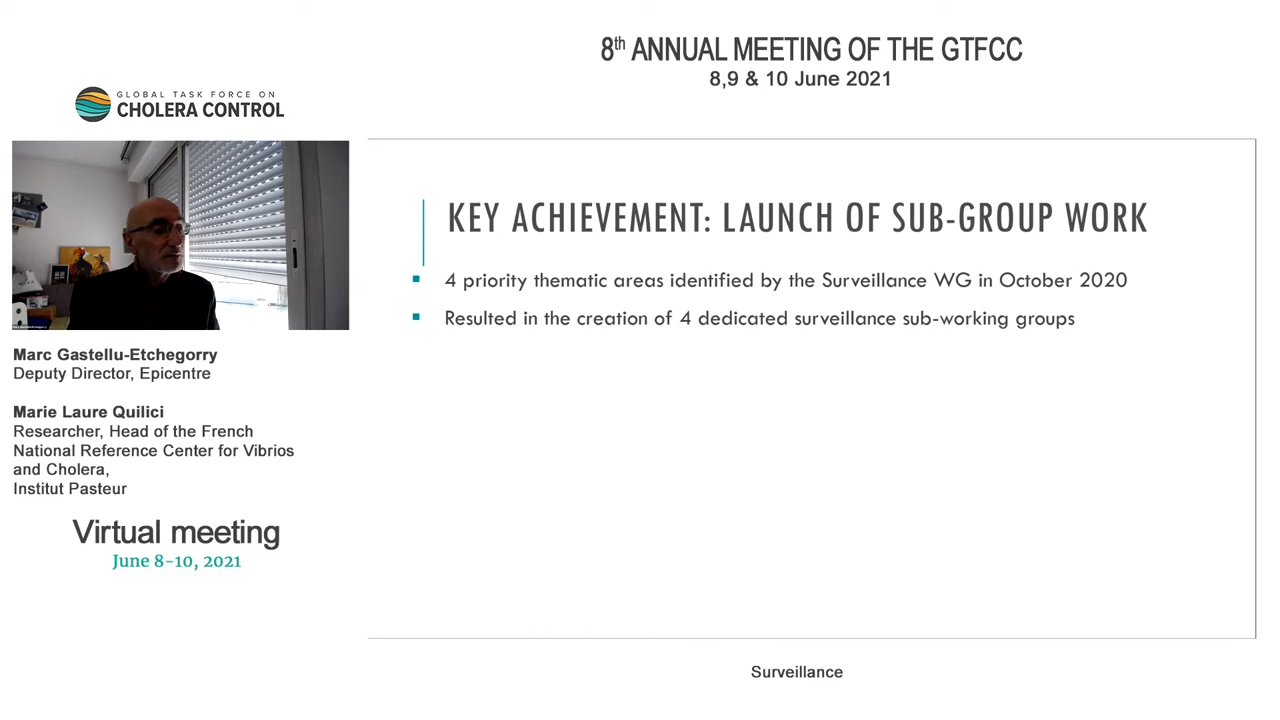 8th ANNUAL MEETING OF THE GTFCC
8,9 & 10 June 2021
GLOBAL TASK FORCE ON
CHOLERA CONTROL
Marc Gastellu-Etchegorry
Deputy Director, Epicentre
Marie Laure Quilici
Researcher, Head of the French
National Reference Center for Vibrios
and Cholera,
Institut Pasteur
Virtual meeting
June 8-10, 2021
KEY ACHIEVEMENT: LAUNCH OF SUB-GROUP WORK
▪ 4 priority thematic areas identified by the Surveillance WG in October 2020
▪ Resulted in the creation of 4 dedicated surveillance sub-working groups
Surveillance